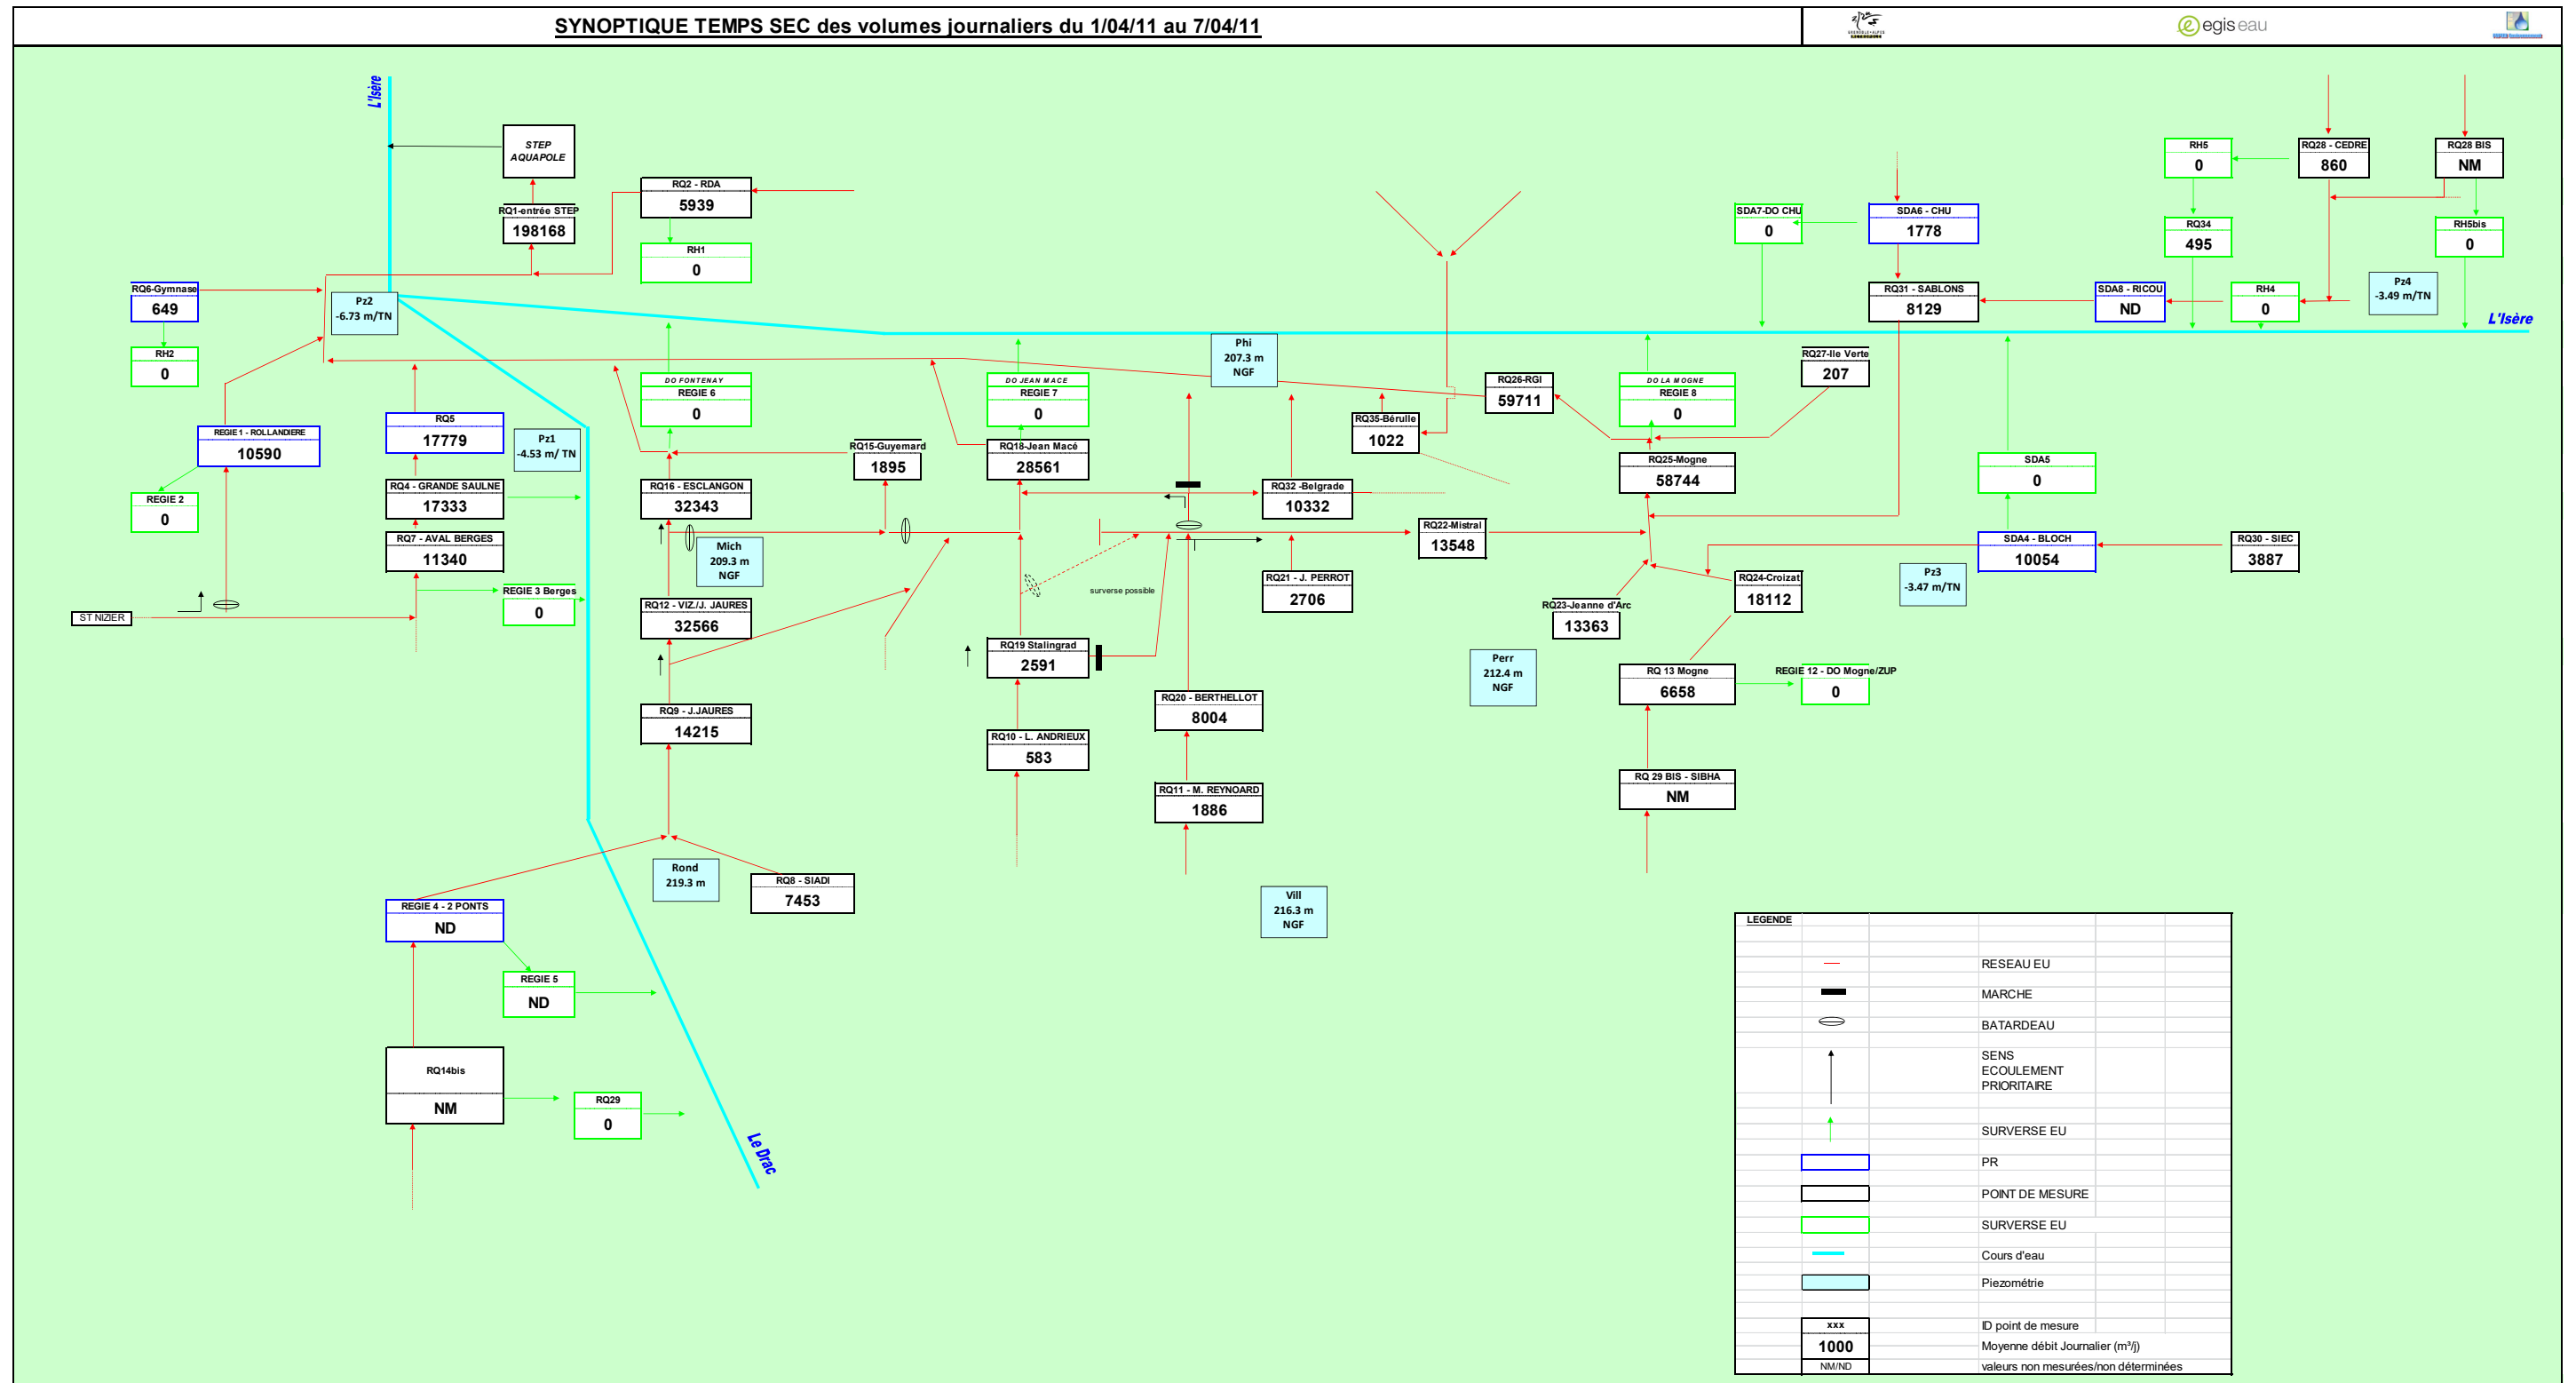 SYNOPTIQUE TEMPS SEC des volumes journaliers du 1/04/11 au 7/04/11
egis eau
L'Isère
STEP
AQUAPOLE
RQ1-entrée STEP
198168
RQ2 - RDA
5939
RH1
0
RQ6-Gymnase
649
RH2
0
Pz2
-6.73 m/TN
REGIE 1 - ROLLANDIERE
10590
REGIE 2
0
RQ5
17779
Pz1
-4.53 m/ TN
RQ4 - GRANDE SAULNE
17333
RQ7 - AVAL BERGES
11340
REGIE 3 Berges
0
ST NIZIER
DO FONTENAY
REGIE 6
0
RQ16 - ESCLANGON
32343
RQ15-Guyemard
1895
Mich
209.3 m
NGF
RQ12 - VIZ./J. JAURES
32566
RQ9 - J.JAURES
14215
Rond
219.3 m
RQ8 - SIADI
7453
REGIE 4 - 2 PONTS
ND
REGIE 5
ND
RQ14bis
NM
RQ29
0
Le Drac
DO JEAN MACE
REGIE 7
0
RQ18-Jean Macé
28561
RQ19 Stalingrad
2591
RQ10 - L. ANDRIEUX
583
surverse possible
RQ20 - BERTHELLOT
8004
RQ11 - M. REYNOARD
1886
Phi
207.3 m
NGF
RQ32 -Belgrade
10332
RQ21 - J. PERROT
2706
RQ35-Bérulle
1022
RQ22-Mistral
13548
RQ26-RGI
59711
Vill
216.3 m
NGF
Perr
212.4 m
NGF
DO LA MOGNE
REGIE 8
0
RQ25-Mogne
58744
RQ27-Ile Verte
207
RQ23-Jeanne d'Arc
13363
RQ24-Croizat
18112
RQ 13 Mogne
6658
REGIE 12 - DO Mogne/ZUP
0
RQ 29 BIS - SIBHA
NM
SDA7-DO CHU
0
SDA6 - CHU
1778
RQ31 - SABLONS
8129
SDA8 - RICOU
ND
RH4
0
RH5
0
RQ34
495
RQ28 - CEDRE
860
RQ28 BIS
NM
RH5bis
0
Pz4
-3.49 m/TN
L'Isère
SDA5
0
SDA4 - BLOCH
10054
RQ30 - SIEC
3887
Pz3
-3.47 m/TN
LEGENDE
RESEAU EU
MARCHE
BATARDEAU
SENS
ECOULEMENT
PRIORITAIRE
SURVERSE EU
PR
POINT DE MESURE
SURVERSE EU
Cours d'eau
Piezométrie
xxx
ID point de mesure
1000
Moyenne débit Journalier (m³/j)
NM/ND
valeurs non mesurées/non déterminées